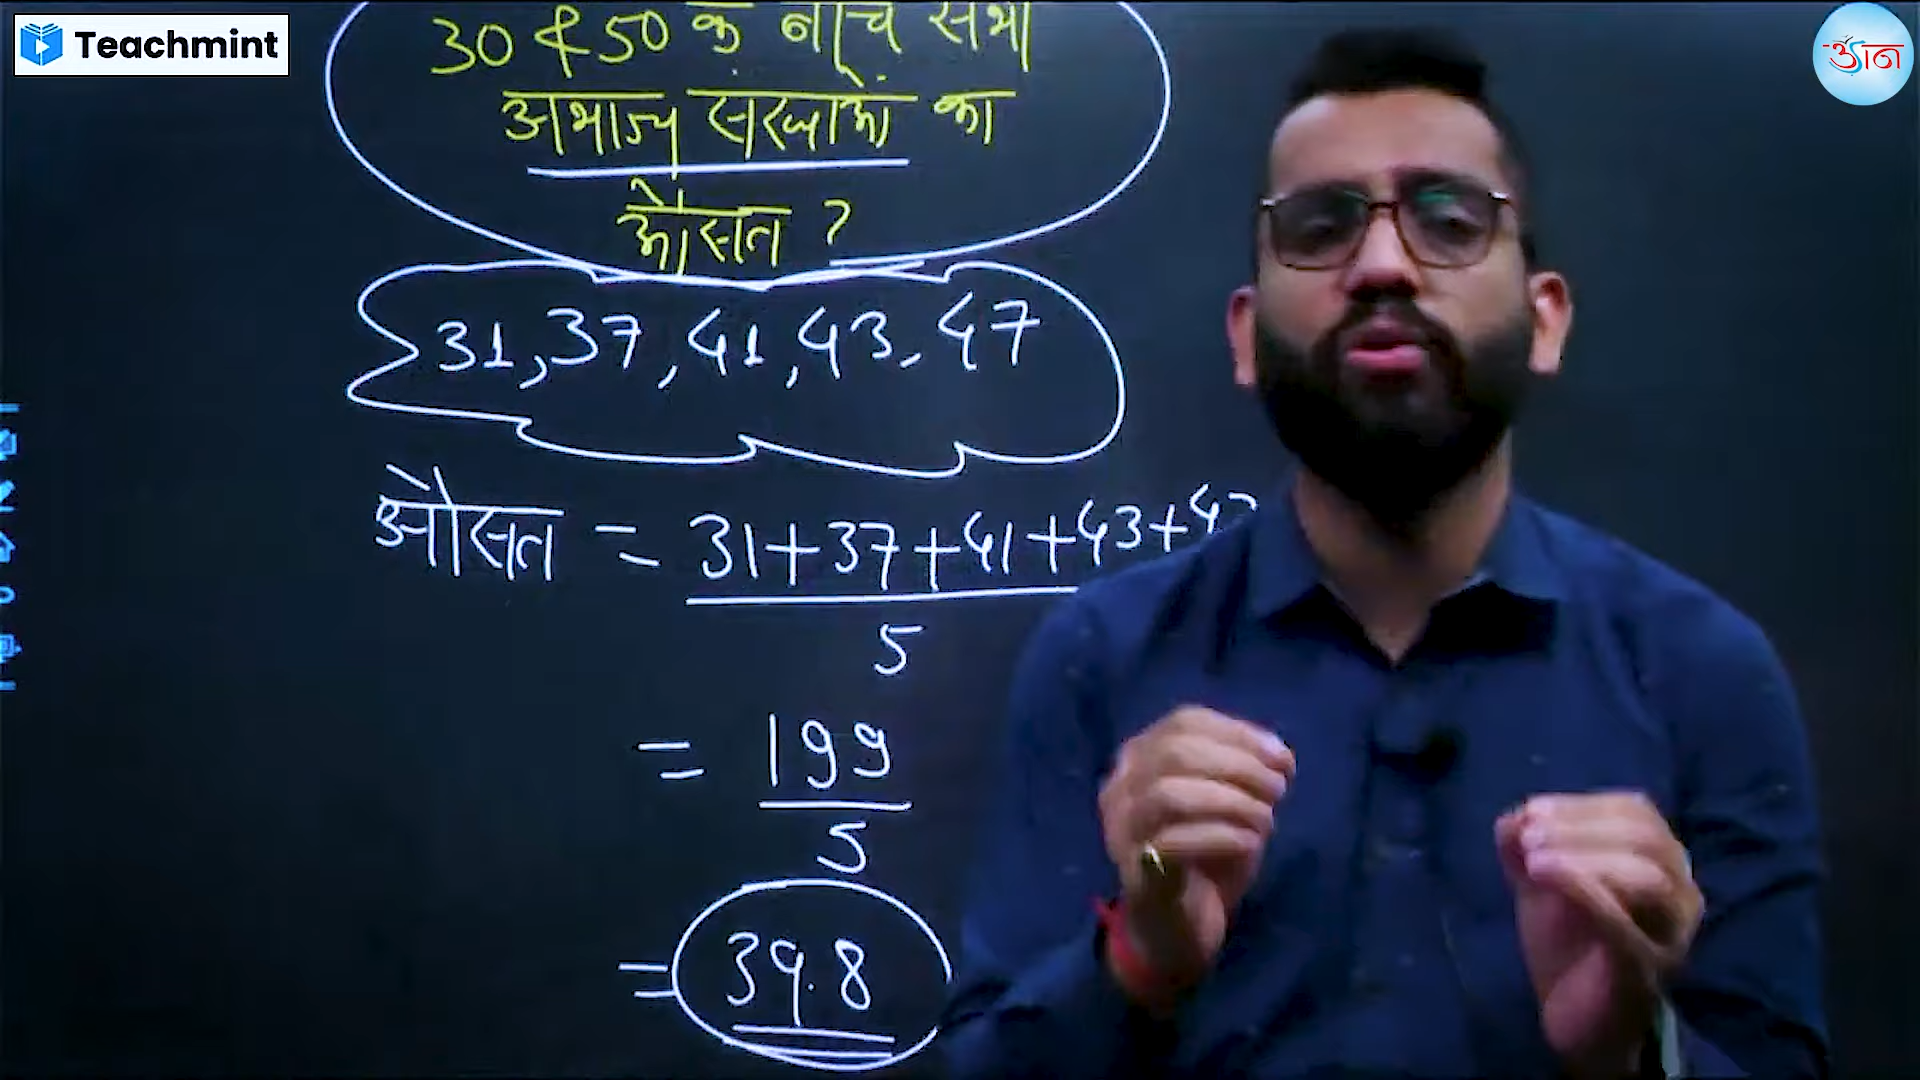 Teachmint
उड़ान
30 & 50 के बीच सभी
अभाज्य संख्याओं का
औसत ?
31, 37, 41, 43, 47
औसत = 31+37+41+43+47
5
= 199
5
= 39.8